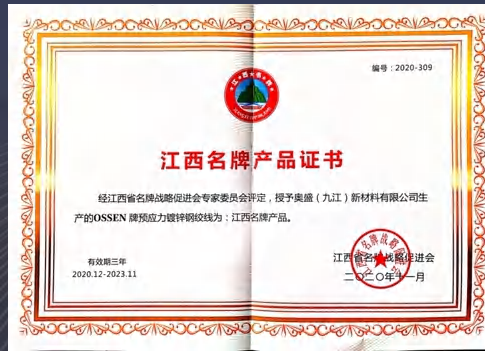 编号：2020-309
江西名牌产品证书
经江西省名牌战略促进会专家委员会评定，授予奥盛（九江）新材料有限公司生
产的OSSEN 牌预应力镀锌钢绞线为：江西名牌产品。
有效期三年
2020.12-2023.11
江西省名牌战略促进会
二〇二〇年十一月